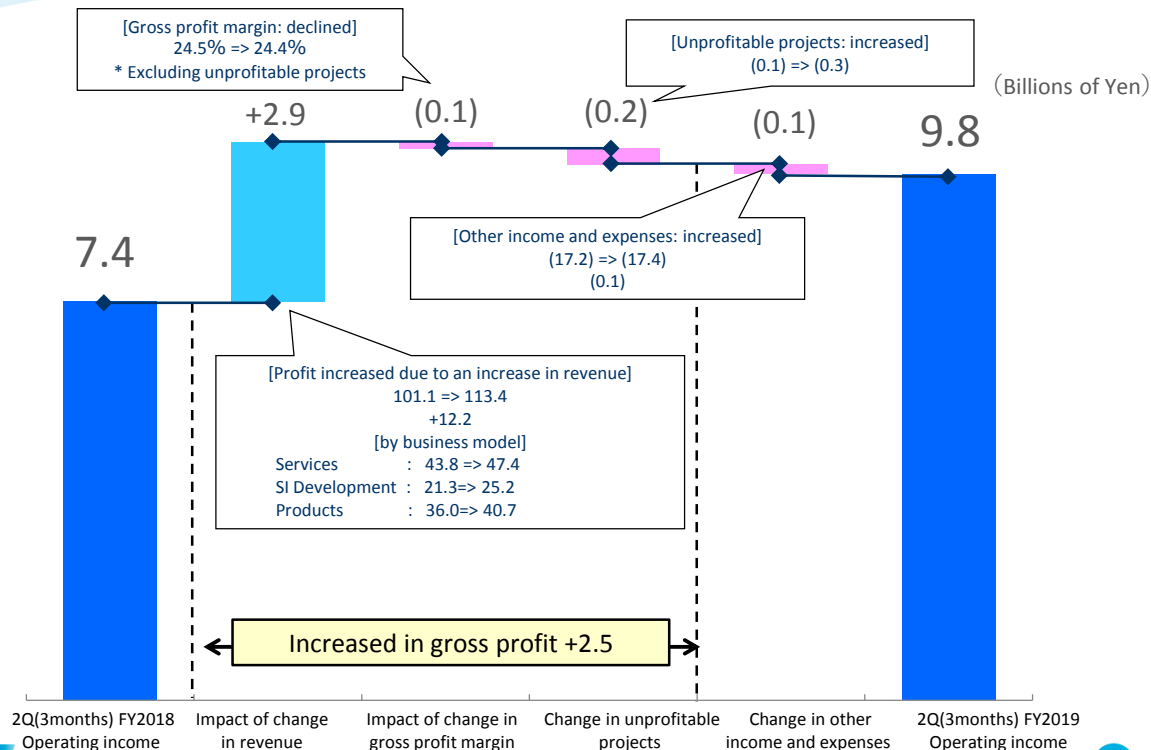 [Gross profit margin: declined]
24.5% => 24.4%
* Excluding unprofitable projects
[Unprofitable projects: increased]
(0.1) => (0.3)
（Billions of Yen）
+2.9
(0.1)
(0.2)
(0.1)
9.8
7.4
[Other income and expenses: increased]
(17.2) => (17.4)
(0.1)
[Profit increased due to an increase in revenue]
101.1 => 113.4
+12.2
[by business model]
Services : 43.8 => 47.4
SI Development : 21.3=> 25.2
Products : 36.0=> 40.7
Increased in gross profit +2.5
2Q(3months) FY2018
Operating income
Impact of change
in revenue
Impact of change in
gross profit margin
Change in unprofitable
projects
Change in other
income and expenses
2Q(3months) FY2019
Operating income